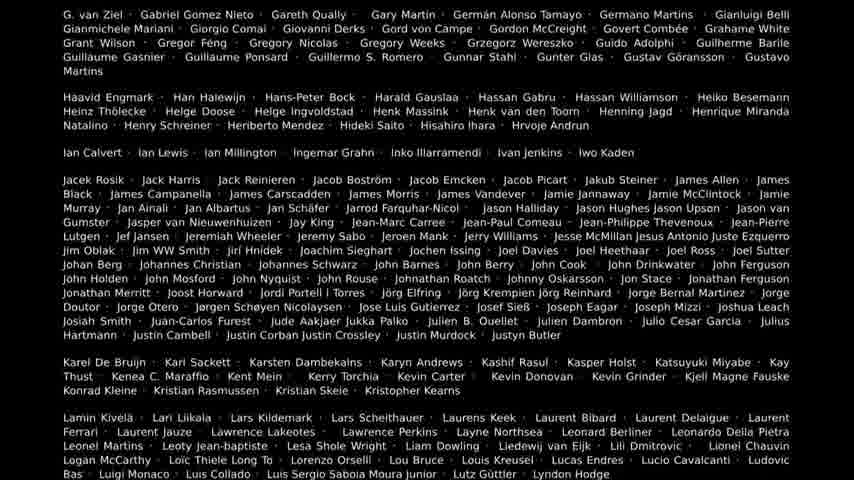 G. van Ziel · Gabriel Gomez Nieto · Gareth Qually · Gary Martin · Germán Alonso Tamayo · Germano Martins · Gianluigi Belli
Gianmichele Mariani · Giorgio Comai · Giovanni Derks · Gord von Campe · Gordon McCreight · Govert Combée · Grahame White
Grant Wilson · Gregor Féng · Gregory Nicolas · Gregory Weeks · Grzegorz Wereszko · Guido Adolphi · Guilherme Barile
Guillaume Gasnier · Guillaume Ponsard · Guillermo S. Romero · Gunnar Stahl · Gunter Glas · Gustav Göransson · Gustavo
Martins
Haavid Engmark · Han Halewijn · Hans-Peter Bock · Harald Gauslaa · Hassan Gabru · Hassan Williamson · Heiko Besemann
Heinz Thölecke · Helge Doose · Helge Ingvoldstad · Henk Massink · Henk van den Toorn · Henning Jagd · Henrique Miranda
Natalino · Henry Schreiner · Heriberto Mendez · Hideki Saito · Hisahiro Ihara · Hrvoje Andrun
Ian Calvert · Ian Lewis · Ian Millington · Ingemar Grahn · Inko Illarramendi · Ivan Jenkins · Iwo Kaden
Jacek Rosik · Jack Harris · Jack Reinieren · Jacob Boström · Jacob Emcken · Jacob Picart · Jakub Steiner · James Allen · James
Black · James Campanella · James Carscadden · James Morris · James Vandever · Jamie Jannaway · Jamie McClintock · Jamie
Murray · Jan Ainali · Jan Albartus · Jan Schäfer · Jarrod Farquhar-Nicol · Jason Halliday · Jason Hughes Jason Upson · Jason van
Gumster · Jasper van Nieuwenhuizen · Jay King · Jean-Marc Carree · Jean-Paul Comeau · Jean-Philippe Thevenoux · Jean-Pierre
Lutgen · Jef Jansen · Jeremiah Wheeler · Jeremy Sabo · Jeroen Mank · Jerry Williams · Jesse McMillan Jesus Antonio Juste Ezquerro
Jim Oblak · Jim WW Smith · Jiří Hnídek · Joachim Sieghart · Jochen Issing · Joel Davies · Joel Heethaar · Joel Ross · Joel Sutter
Johan Berg · Johannes Christian · Johannes Schwarz · John Barnes · John Berry · John Cook · John Drinkwater · John Ferguson
John Holden · John Mosford · John Nyquist · John Rouse · Johnathan Roatch · Johnny Oskarsson · Jon Stace · Jonathan Ferguson
Jonathan Merritt · Joost Horward · Jordi Portell i Torres · Jörg Elfring · Jörg Krempien Jörg Reinhard · Jorge Bernal Martinez · Jorge
Doutor · Jorge Otero · Jørgen Schøyen Nicolaysen · Jose Luis Gutierrez · Josef Sieß · Joseph Eagar · Joseph Mizzi · Joshua Leach
Josiah Smith · Juan-Carlos Furest · Jude Aakjaer Jukka Palko · Julien B. Ouellet · Julien Dambron · Julio Cesar Garcia · Julius
Hartmann · Justin Cambell · Justin Corban Justin Crossley · Justin Murdock · Justyn Butler
Karel De Bruijn · Karl Sackett · Karsten Dambekalns · Karyn Andrews · Kashif Rasul · Kasper Holst · Katsuyuki Miyabe · Kay
Thust · Kenea C. Maraffio · Kent Mein · Kerry Torchia · Kevin Carter · Kevin Donovan · Kevin Grinder · Kjell Magne Fauske
Konrad Kleine · Kristian Rasmussen · Kristian Skeie · Kristopher Kearns
Lamin Kivelä · Lari Liikala · Lars Kildemark · Lars Scheithauer · Laurens Keek · Laurent Bibard · Laurent Delaigue · Laurent
Ferrari · Laurent Jauze · Lawrence Lakeotes · Lawrence Perkins · Layne Northsea · Leonard Berliner · Leonardo Della Pietra
Leonel Martins · Leoty Jean-baptiste · Lesa Shole Wright · Liam Dowling · Liedewij van Eijk · Lili Dmitrovic · Lionel Chauvin
Logan McCarthy · Loïc Thiele Long To · Lorenzo Orselli · Lou Bruce · Louis Kreusel · Lucas Endres · Lucio Cavalcanti · Ludovic
Bas · Luigi Monaco · Luis Collado · Luis Sergio Saboia Moura Junior · Lutz Güttler · Lyndon Hodge